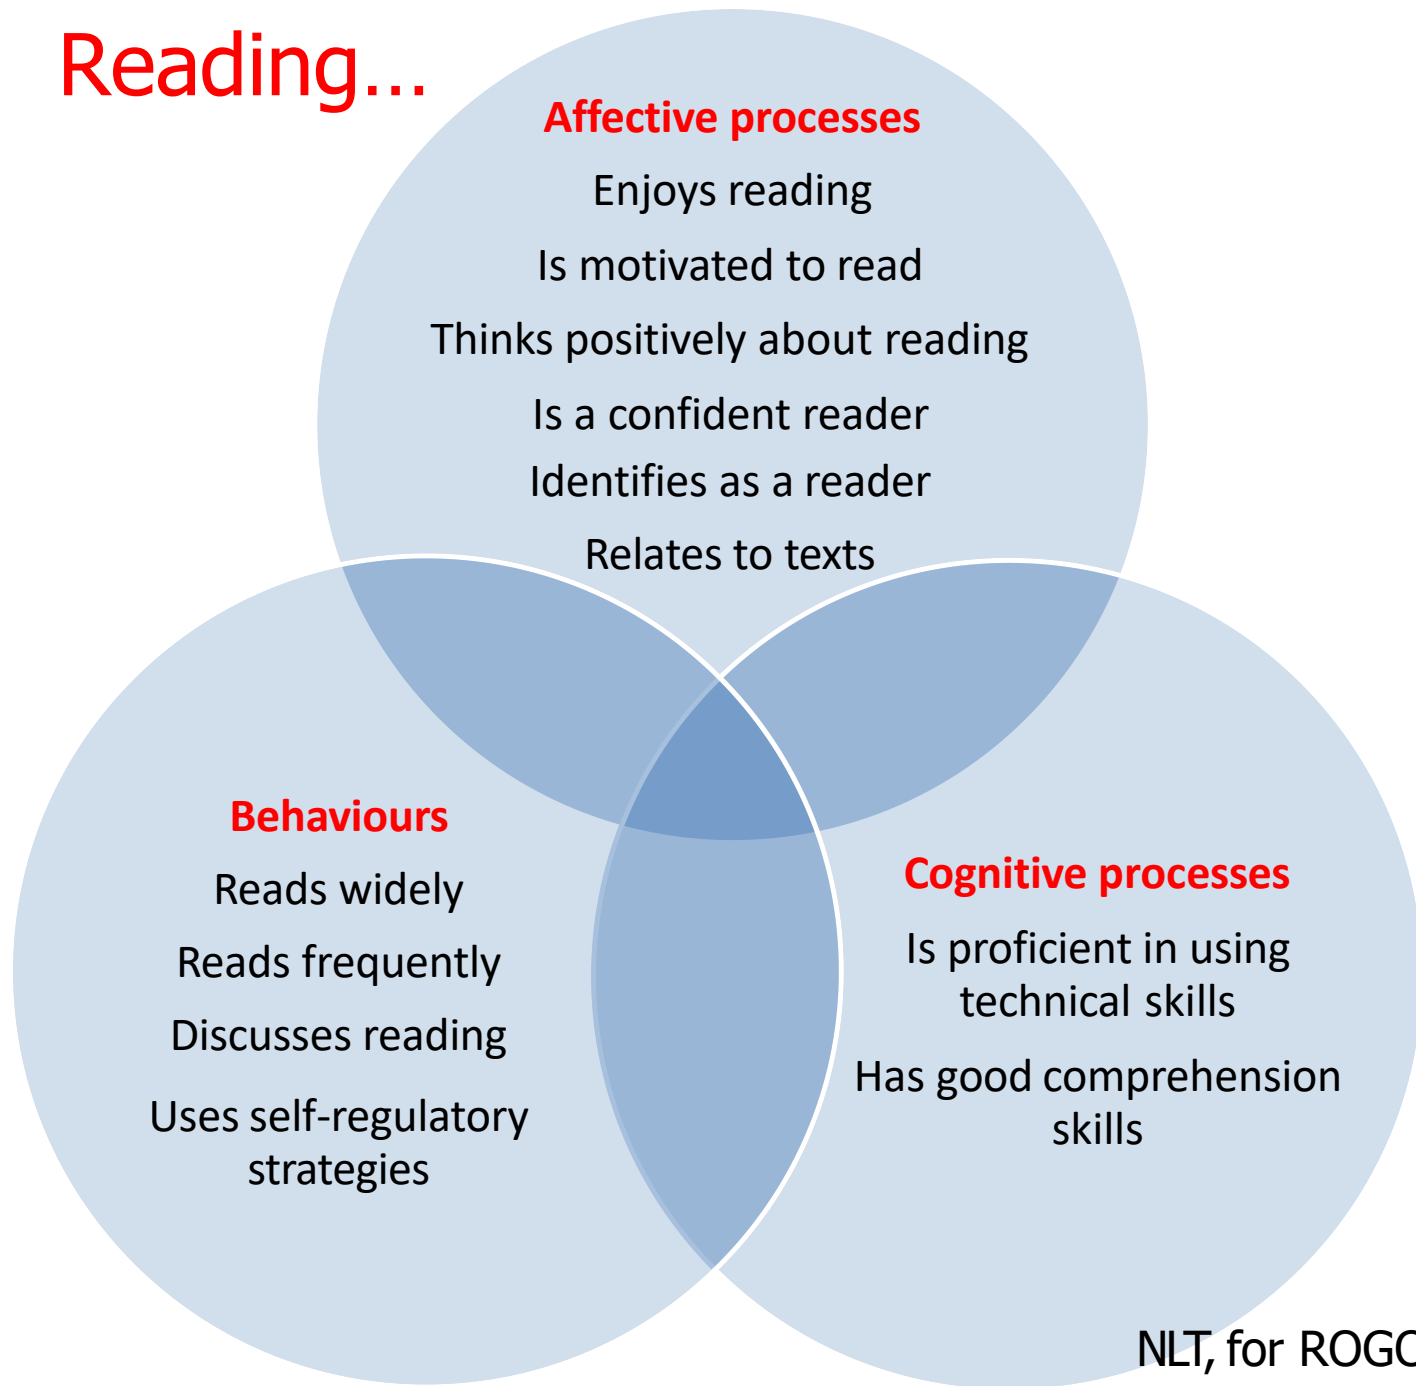 Reading...
Affective processes
Enjoys reading
Is motivated to read
Thinks positively about reading
Is a confident reader
Identifies as a reader
Relates to texts
Behaviours
Reads widely
Reads frequently
Discusses reading
Uses self-regulatory
strategies
Cognitive processes
Is proficient in using
technical skills
Has good comprehension
skills
NLT, for